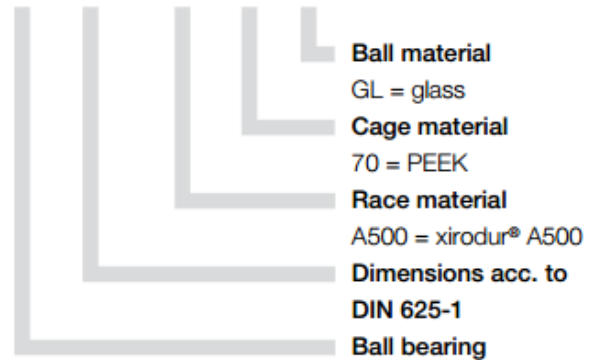 Ball material
GL = glass
Cage material
70 = PEEK
Race material
A500 = xirodur® A500
Dimensions acc. to
DIN 625-1
Ball bearing